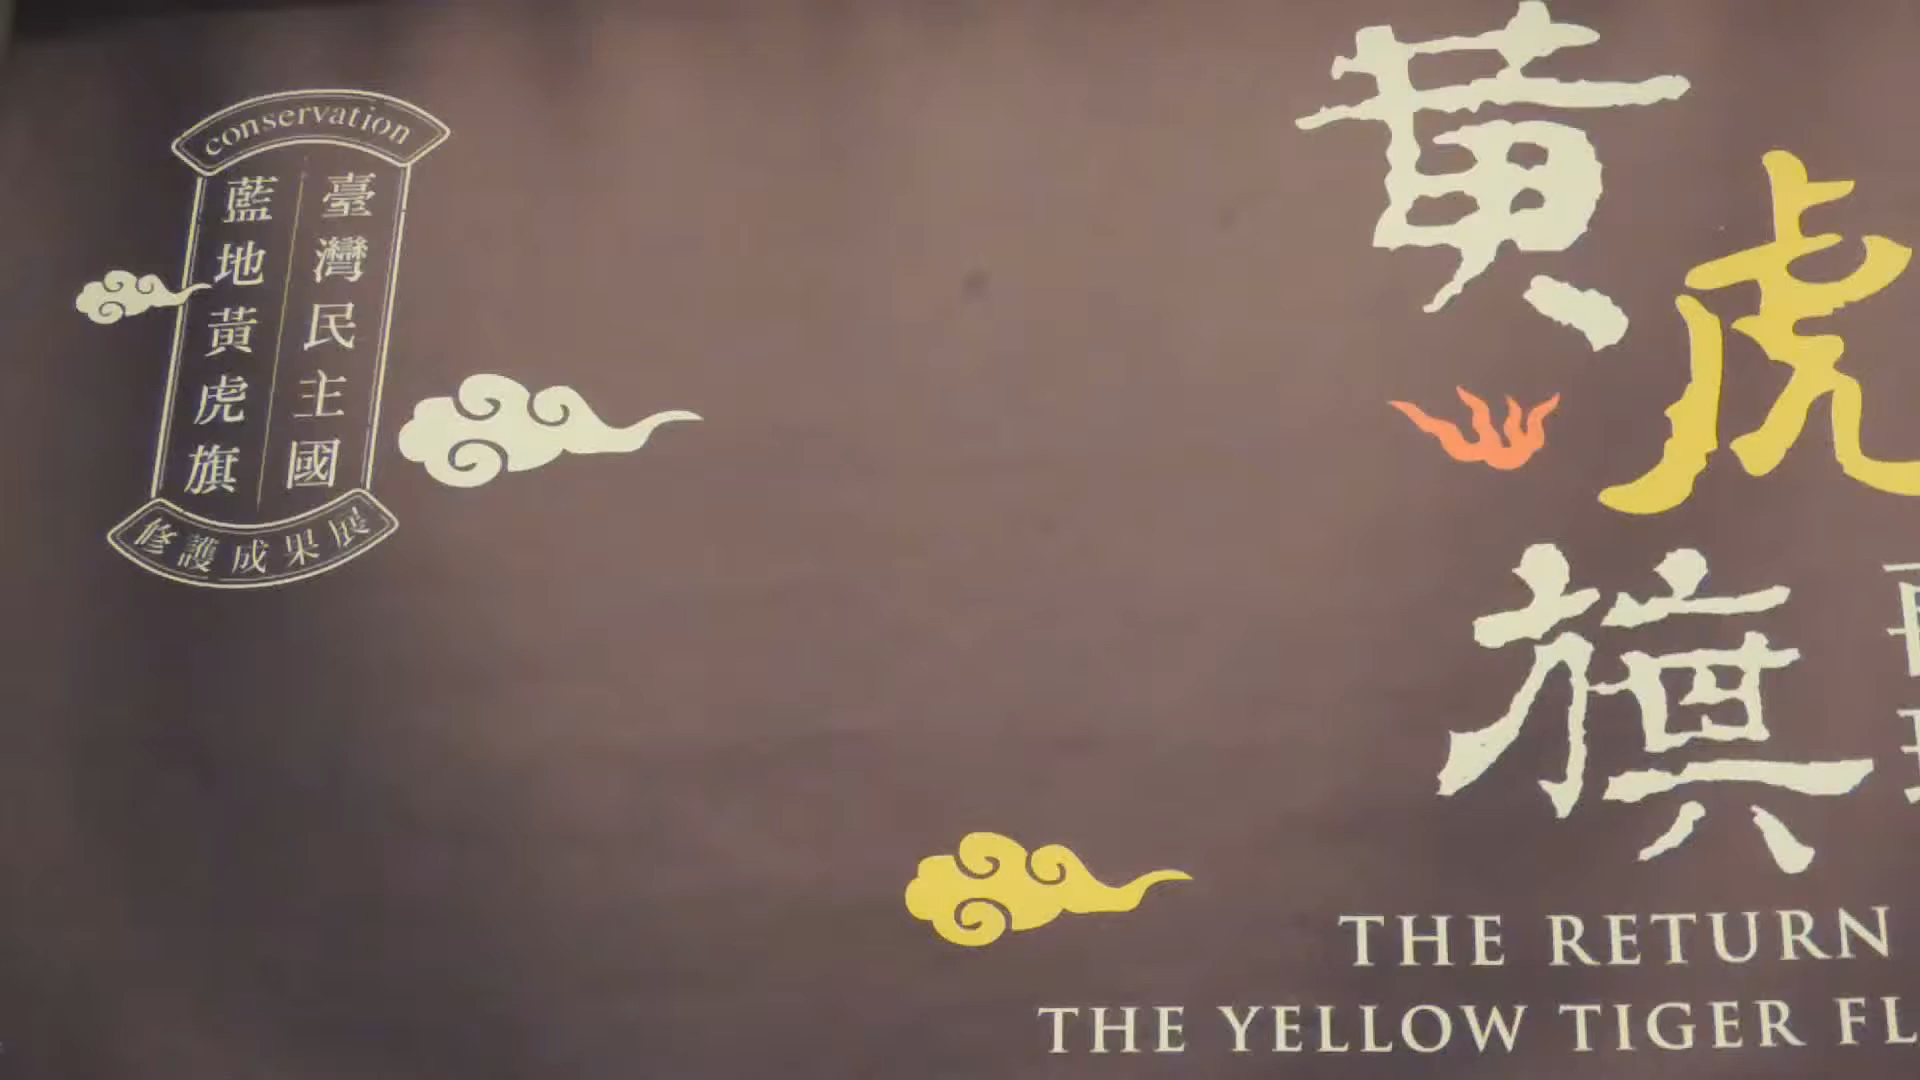 conservation
臺灣民主國
藍地黃虎旗
修護成果展
黃虎旗
THE RETURN
THE YELLOW TIGER FL